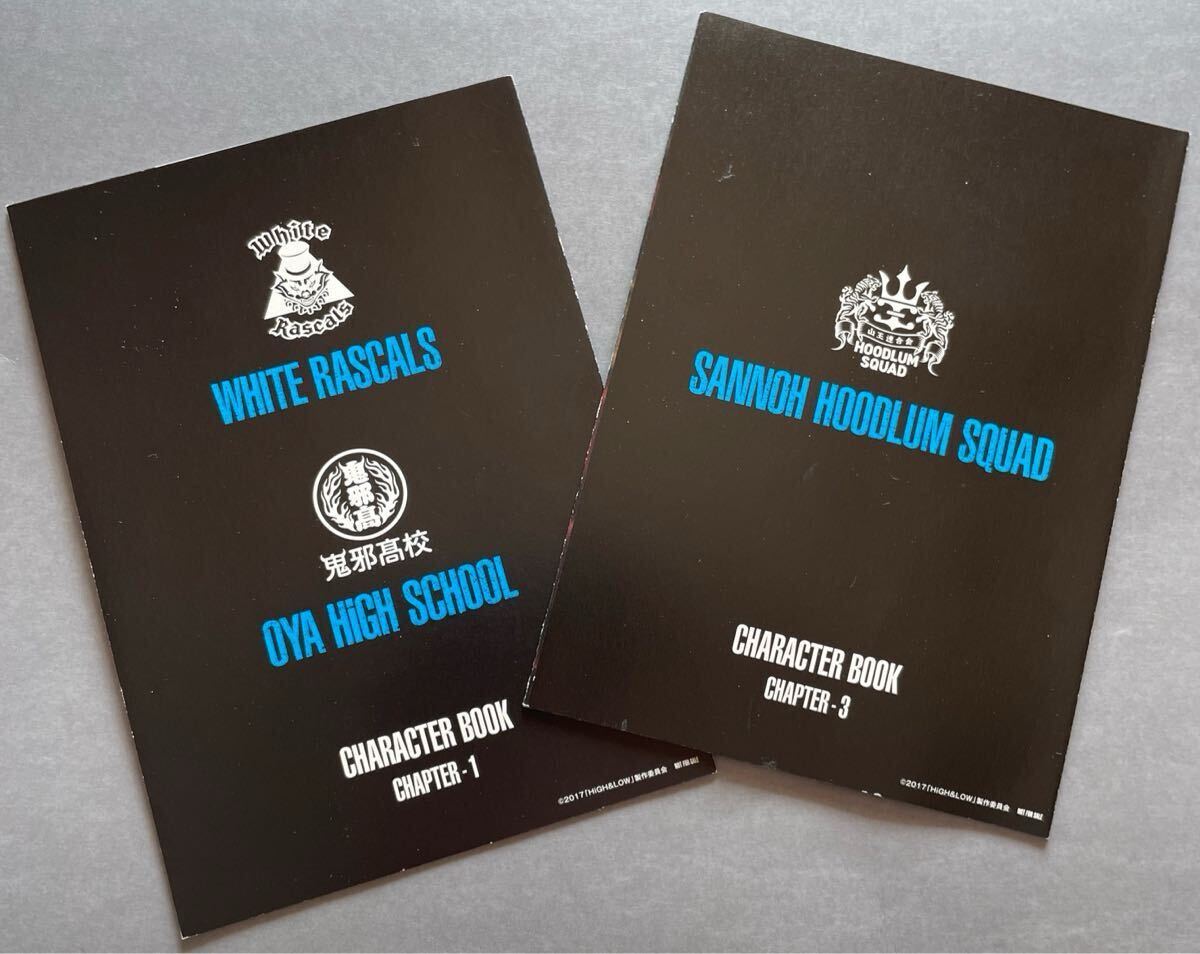 White
Rascals
WHITE RASCALS
鬼邪高
鬼邪高校
OYA HiGH SCHOOL
CHARACTER BOOK
CHAPTER-1
©2017「HiGH&LOW」製作委員会 NOT FOR SALE
山王連合会
HOODLUM
SQUAD
SANNOH HOODLUM SQUAD
CHARACTER BOOK
CHAPTER-3
©2017「HiGH&LOW」製作委員会 NOT FOR SALE